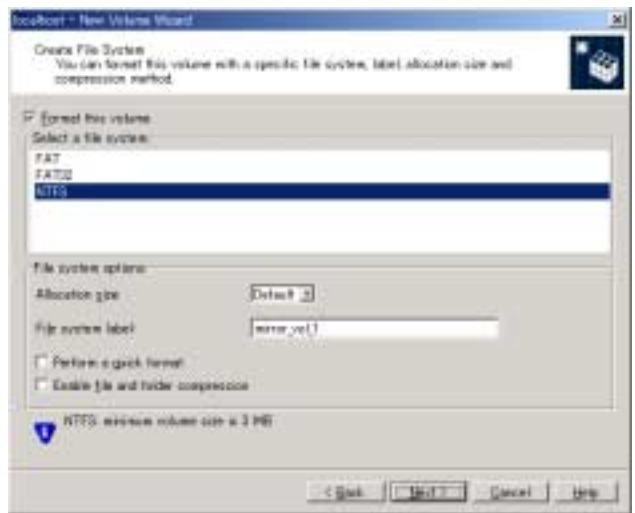 localhost - New Volume Wizard
Create File System
You can format this volume with a specific file system, label, allocation size and
compression method.
Format this volume
Select a file system:
FAT
FAT32
NTFS
File system options:
Allocation size
Default
File system label:
mirror_vol_1
Perform a quick format
Enable file and folder compression
NTFS: minimum volume size is 3 MB
< Back
Next >
Cancel
Help